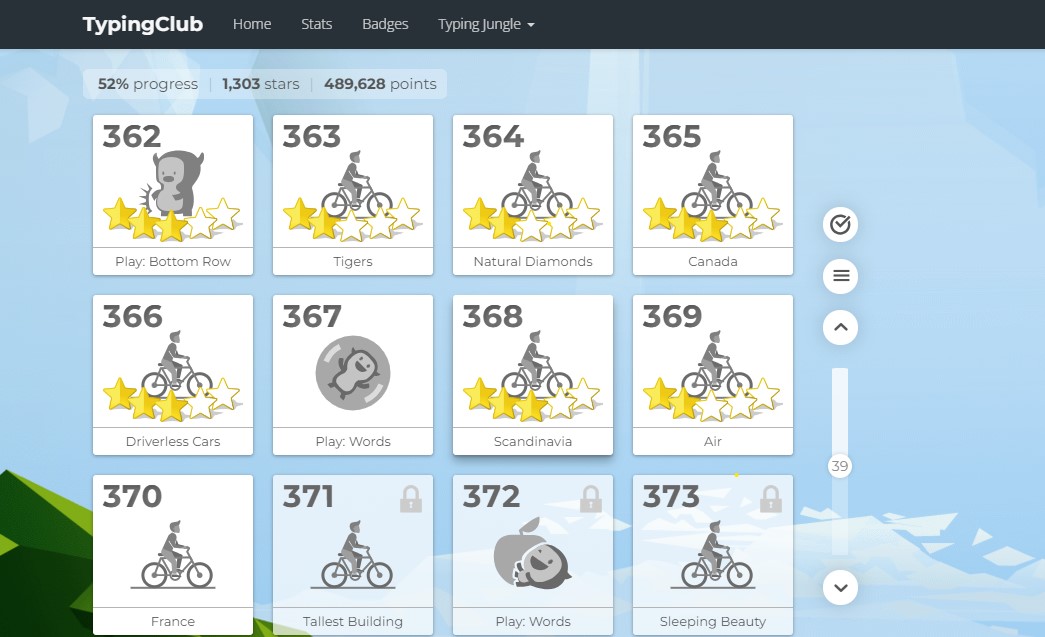 TypingClub Home Stats Badges Typing Jungle
52% progress | 1,303 stars | 489,628 points
362 363 364 365
Play: Bottom Row Tigers Natural Diamonds Canada
366 367 368 369
Driverless Cars Play: Words Scandinavia Air
39
370 371 372 373
France Tallest Building Play: Words Sleeping Beauty